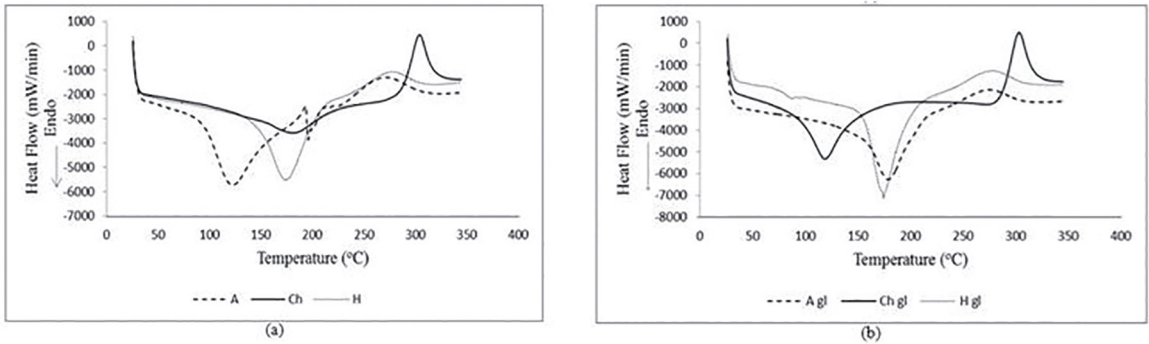 1000
0
-1000
-2000
-3000
-4000
-5000
-6000
-7000
Heat Flow (mW/min)
Endo
0 50 100 150 200 250 300 350 400
Temperature (°C)
A Ch H
(a)
1000
0
-1000
-2000
-3000
-4000
-5000
-6000
-7000
-8000
Heat Flow (mW/min)
Endo
0 50 100 150 200 250 300 350 400
Temperature (°C)
A gl Ch gl H gl
(b)